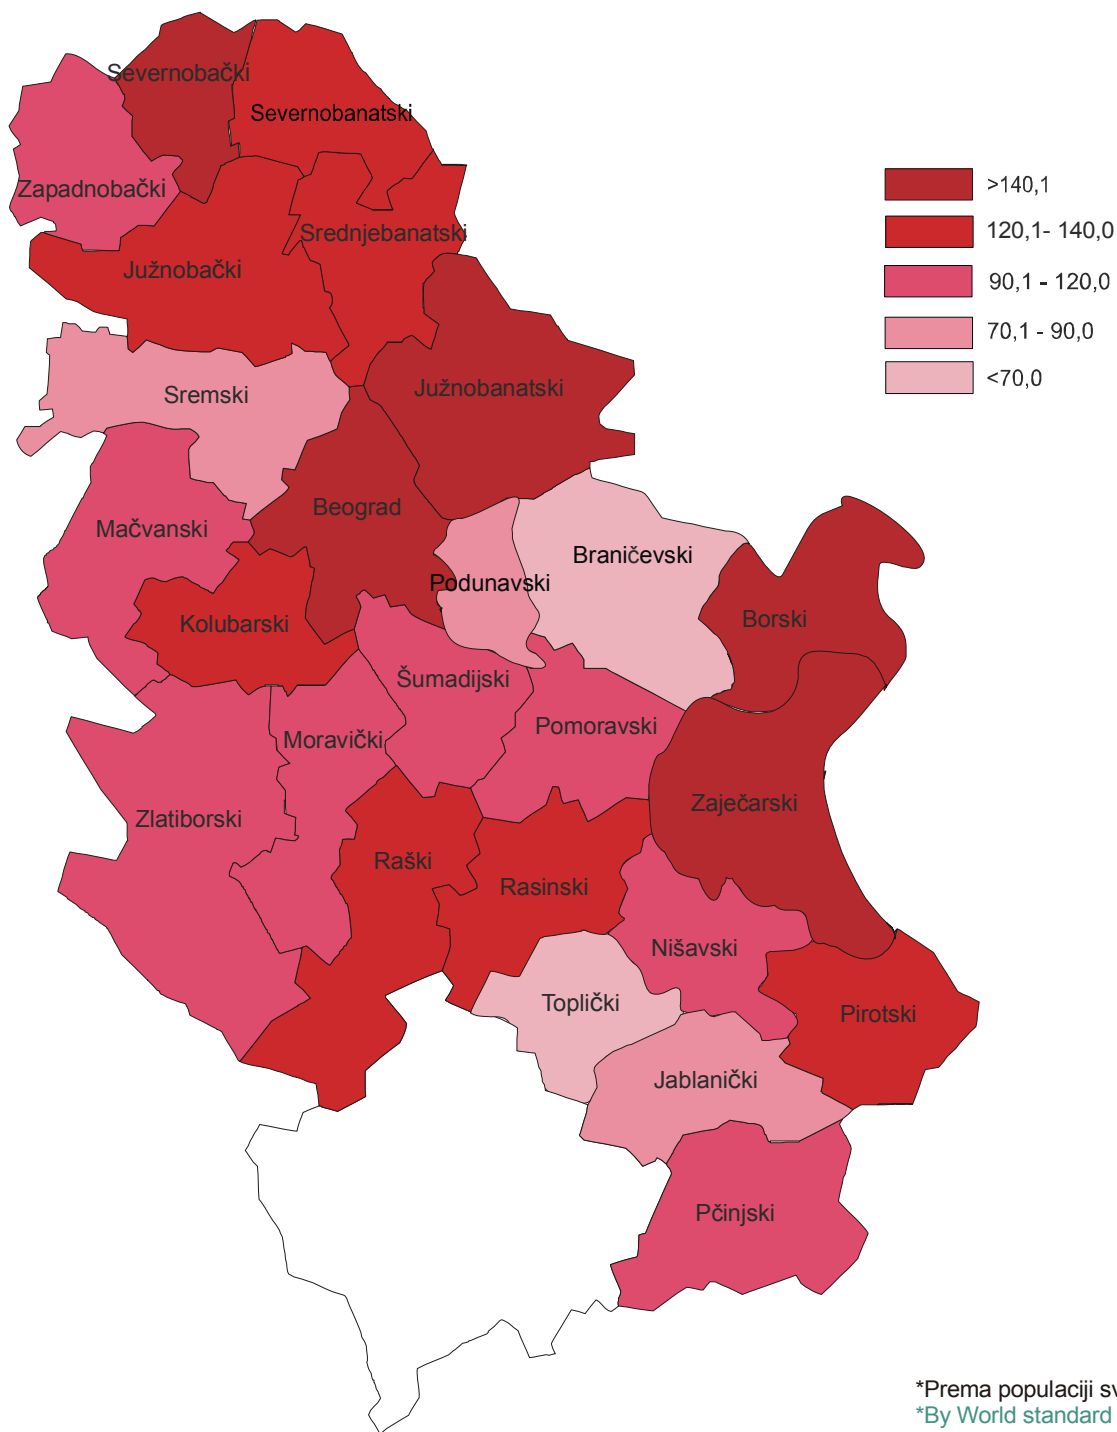 Severnobački
Severnobanatski
Zapadnobački
>140,1
120,1- 140,0
90,1 - 120,0
70,1 - 90,0
<70,0
Srednjebanatski
Južnobački
Južnobanatski
Sremski
Beograd
Mačvanski
Braničevski
Podunavski
Borski
Kolubarski
Šumadijski
Pomoravski
Moravički
Zaječarski
Zlatiborski
Raški
Rasinski
Nišavski
Toplički
Pirotski
Jablanički
Pčinjski
*Prema populaciji
*By World standard